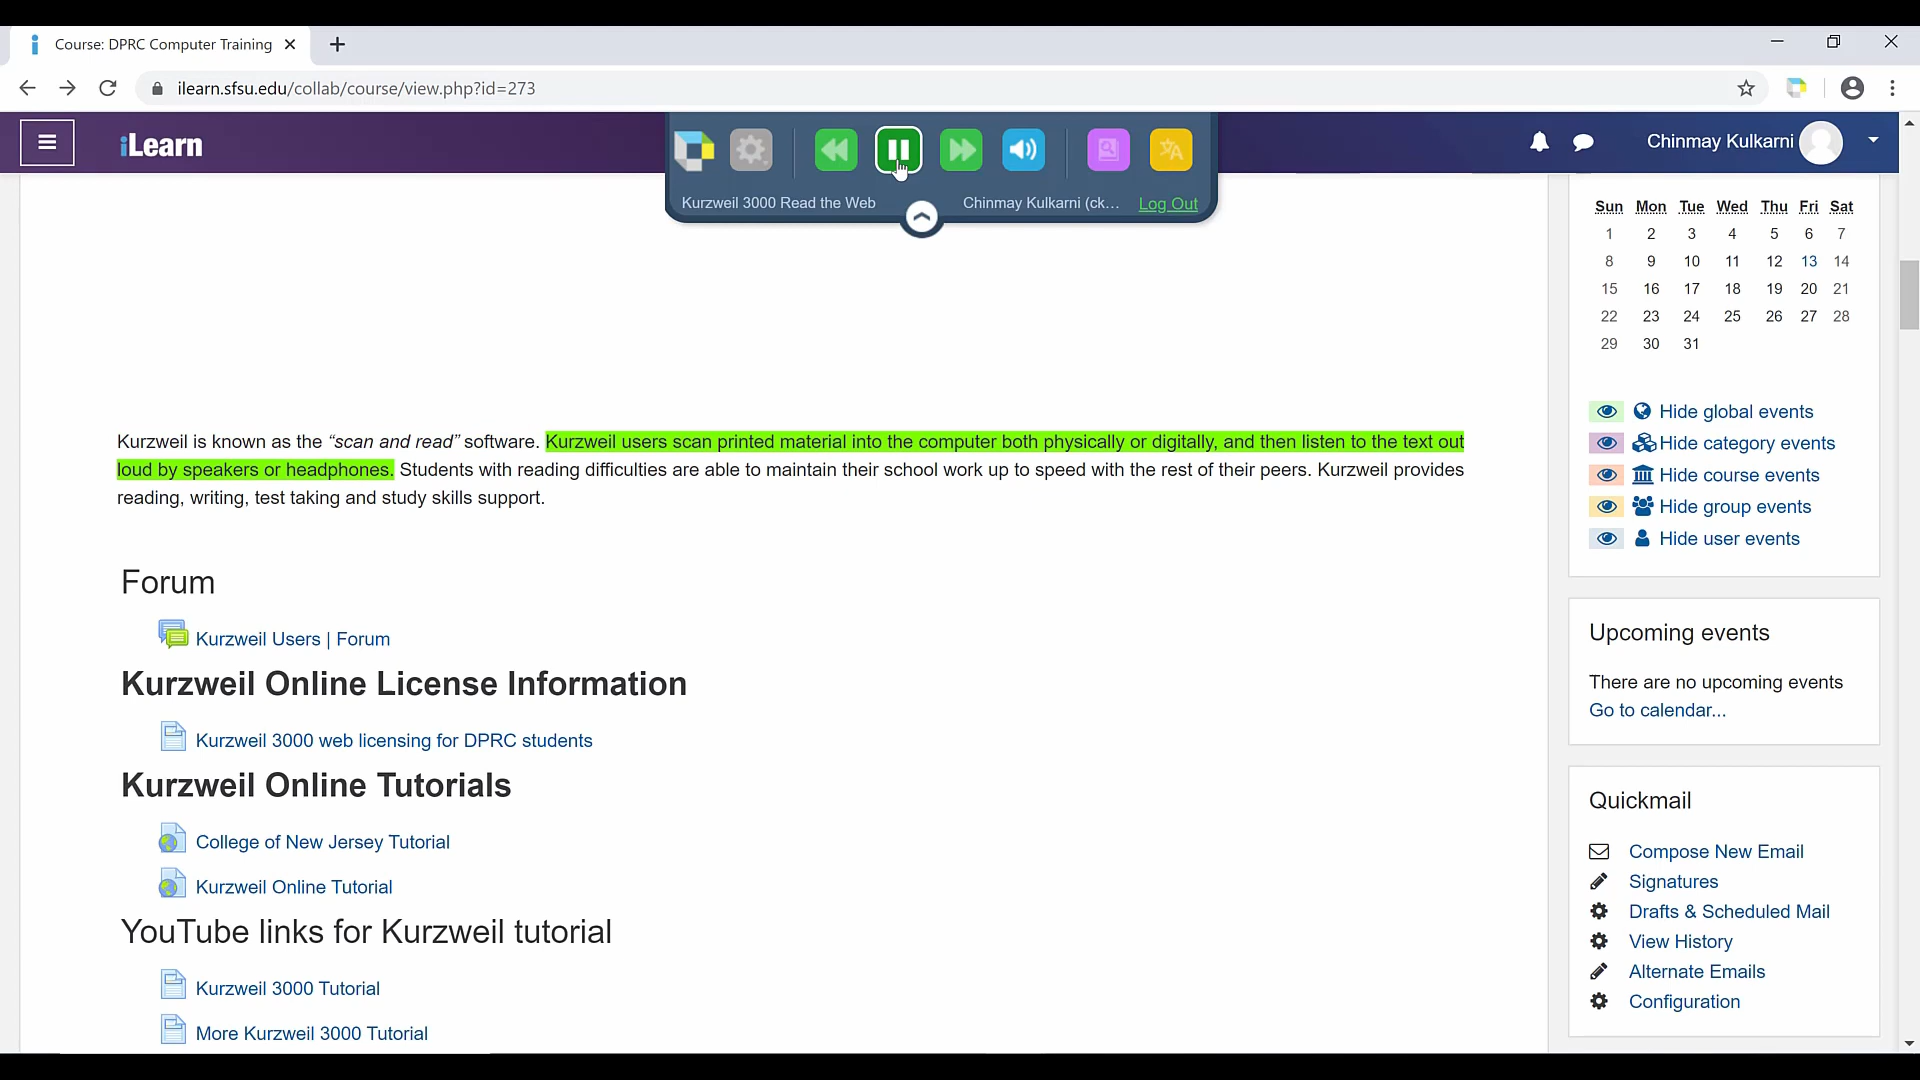 Course: DPRC Computer Training
ilearn.sfsu.edu/collab/course/view.php?id=273
iLearn
Kurzweil 3000 Read the Web
Chinmay Kulkarni (ck...
Log Out
Chinmay Kulkarni
Sun Mon Tue Wed Thu Fri Sat
1 2 3 4 5 6 7
8 9 10 11 12 13 14
15 16 17 18 19 20 21
22 23 24 25 26 27 28
29 30 31
Kurzweil is known as the “scan and read” software. Kurzweil users scan printed material into the computer both physically or digitally, and then listen to the text out
loud by speakers or headphones. Students with reading difficulties are able to maintain their school work up to speed with the rest of their peers. Kurzweil provides
reading, writing, test taking and study skills support.
Forum
Kurzweil Users | Forum
Kurzweil Online License Information
Kurzweil 3000 web licensing for DPRC students
Kurzweil Online Tutorials
College of New Jersey Tutorial
Kurzweil Online Tutorial
YouTube links for Kurzweil tutorial
Kurzweil 3000 Tutorial
More Kurzweil 3000 Tutorial
Hide global events
Hide category events
Hide course events
Hide group events
Hide user events
Upcoming events
There are no upcoming events
Go to calendar...
Quickmail
Compose New Email
Signatures
Drafts & Scheduled Mail
View History
Alternate Emails
Configuration